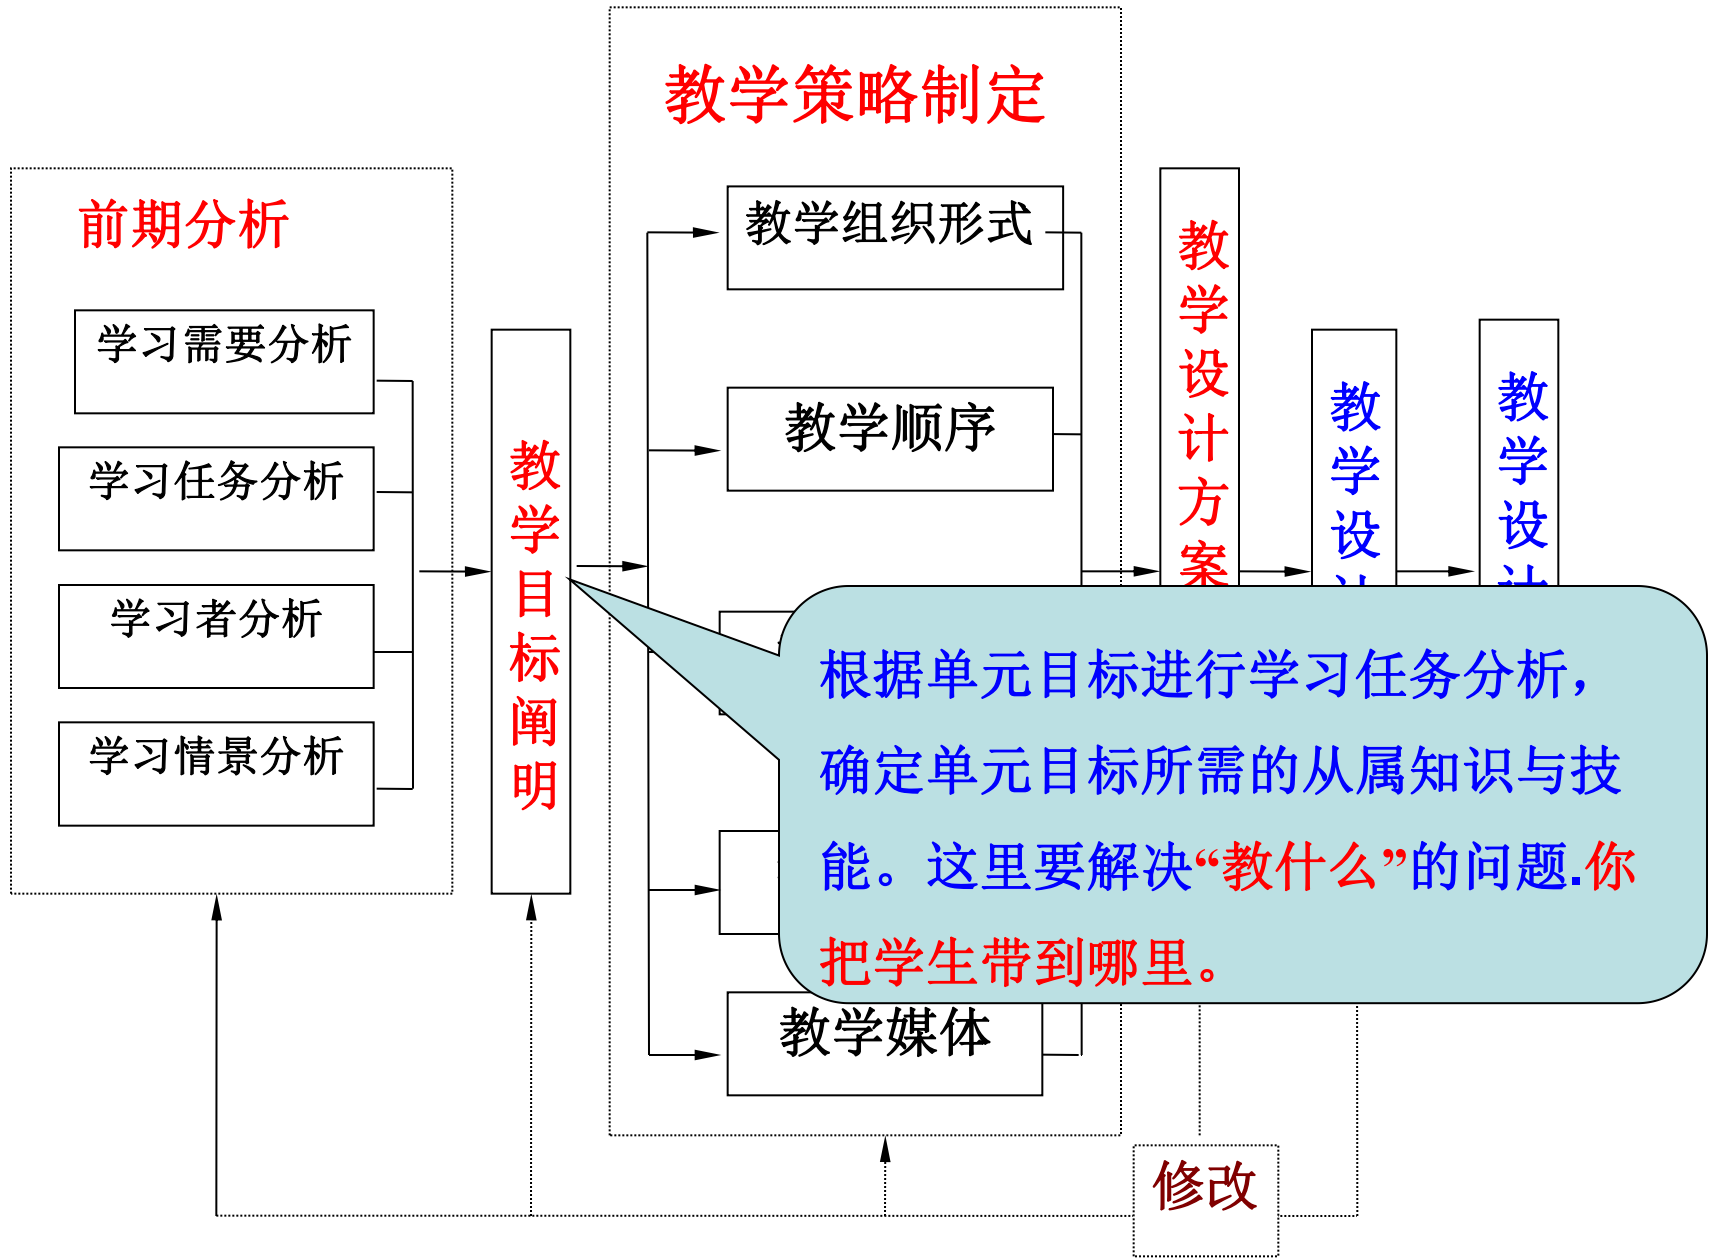 教学策略制定
前期分析
教学组织形式
学习需要分析
教学顺序
学习任务分析
学习者分析
学习情景分析
教学目标阐明
教学设计方案
教学设
教学设
根据单元目标进行学习任务分析，
确定单元目标所需的从属知识与技
能。这里要解决“教什么”的问题.你
把学生带到哪里。
教学媒体
修改